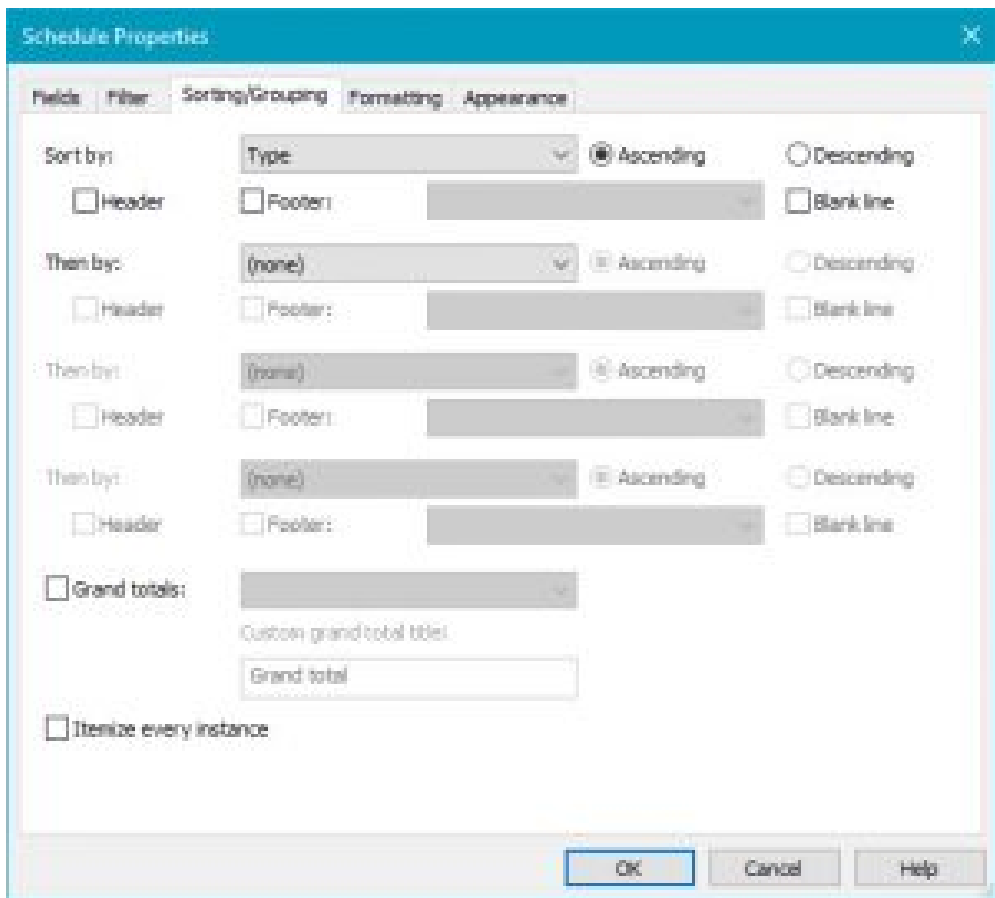 Schedule Properties
Fields Filter Sorting/Grouping Formatting Appearance
Sort by: Type Ascending Descending
Header Footer: Blank line
Then by: (none) Ascending Descending
Header Footer: Blank line
Then by: (none) Ascending Descending
Header Footer: Blank line
Then by: (none) Ascending Descending
Header Footer: Blank line
Grand totals:
Custom grand total title:
Grand total
Itemize every instance
OK Cancel Help